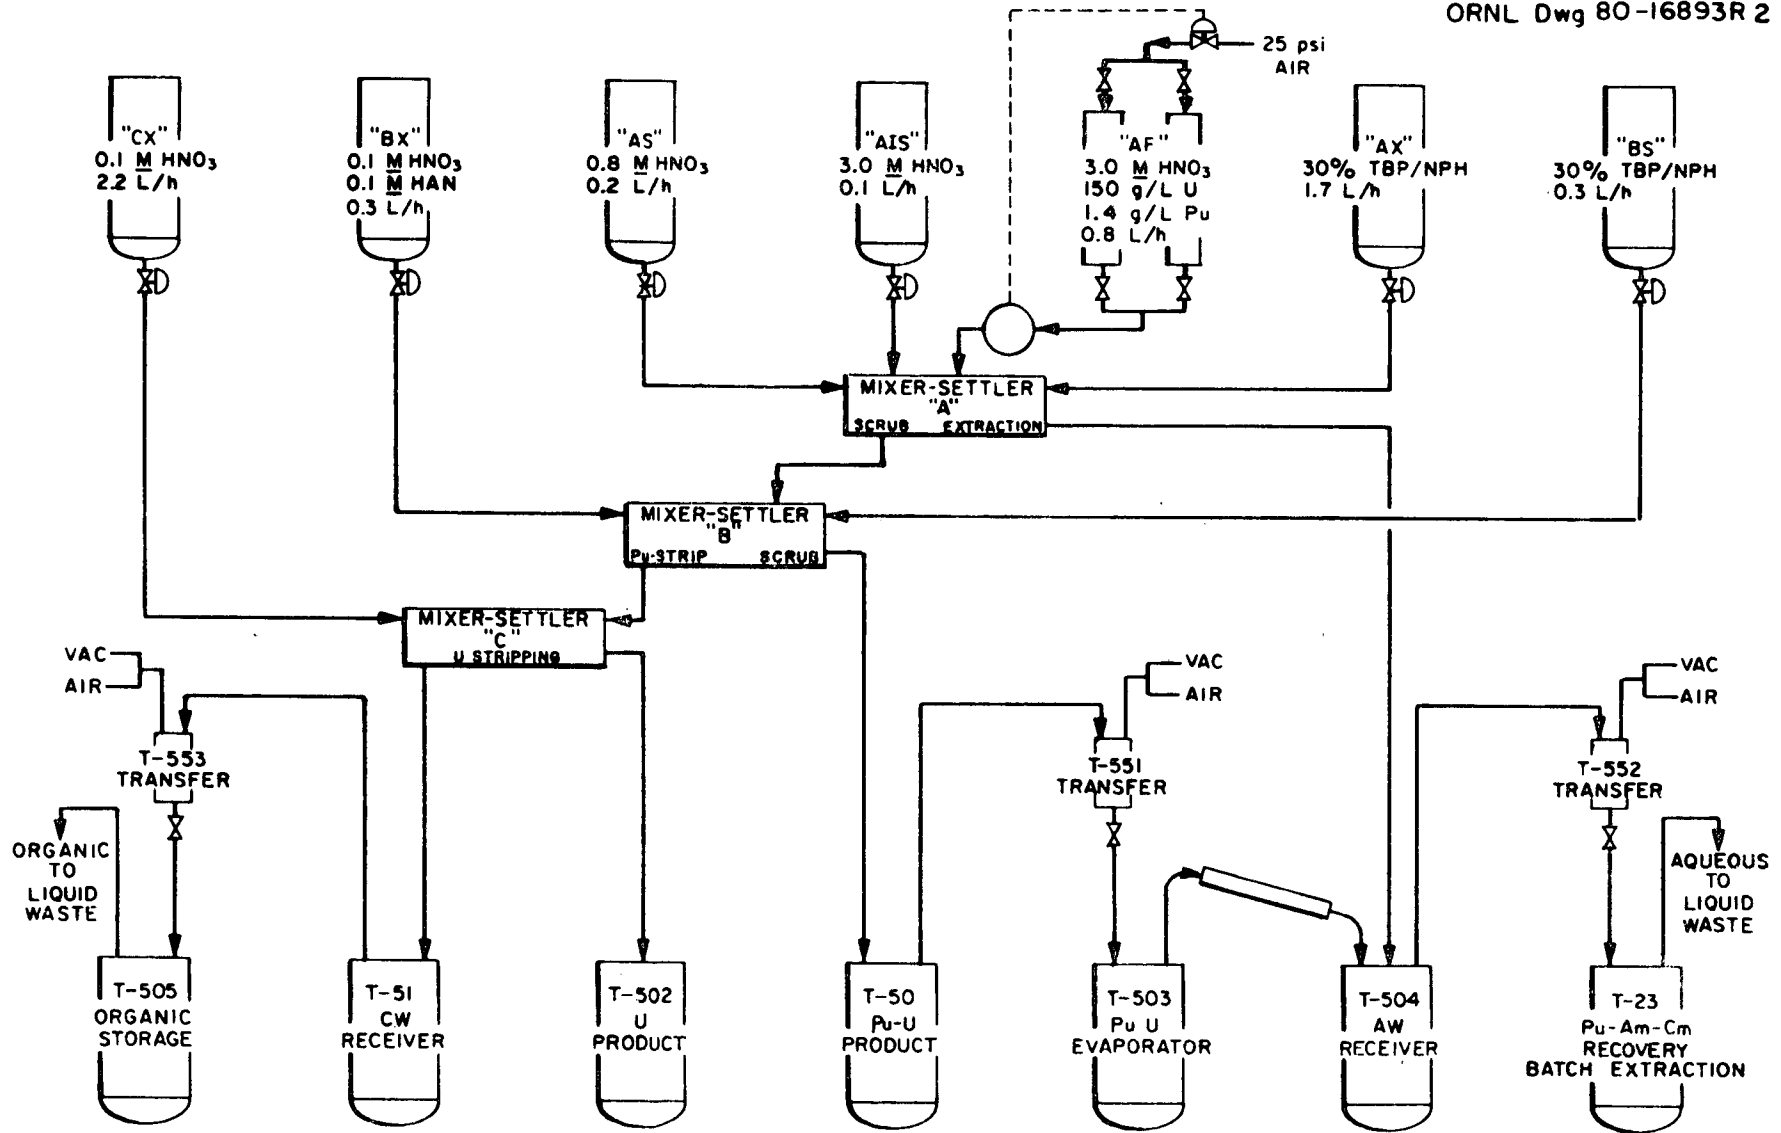 ORNL Dwg 80-16893R 2
25 psi
AIR
"CX"
0.1 M HNO3
2.2 L/h
"BX"
0.1 M HNO3
0.1 M HAN
0.3 L/h
"AS"
0.8 M HNO3
0.2 L/h
"AIS"
3.0 M HNO3
0.1 L/h
"AF"
3.0 M HNO3
150 g/L U
1.4 g/L Pu
0.8 L/h
"AX"
30% TBP/NPH
1.7 L/h
"BS"
30% TBP/NPH
0.3 L/h
MIXER-SETTLER
"A"
SCRUB EXTRACTION
MIXER-SETTLER
"B"
Pu-STRIP SCRUB
MIXER-SETTLER
"C"
U STRIPPING
VAC
AIR
T-553
TRANSFER
VAC
AIR
T-551
TRANSFER
VAC
AIR
T-552
TRANSFER
ORGANIC
TO
LIQUID
WASTE
AQUEOUS
TO
LIQUID
WASTE
T-505
ORGANIC
STORAGE
T-51
CW
RECEIVER
T-502
U
PRODUCT
T-50
Pu-U
PRODUCT
T-503
Pu U
EVAPORATOR
T-504
AW
RECEIVER
T-23
Pu-Am-Cm
RECOVERY
BATCH EXTRACTION